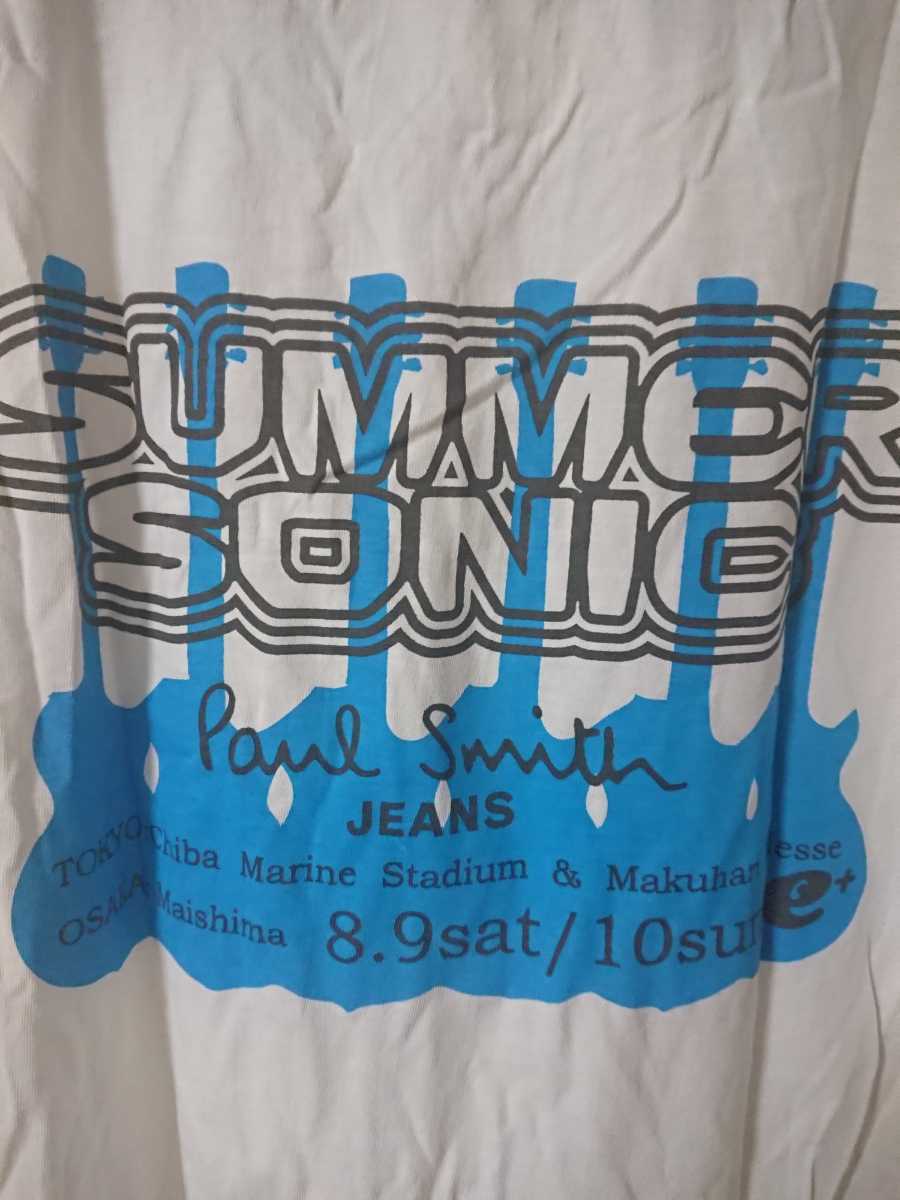 SUMMER
SONIC
Paul Smith
JEANS
TOKYO Chiba Marine Stadium & Makuhari Messe
OSAKA Maishima 8.9sat/10sun e+